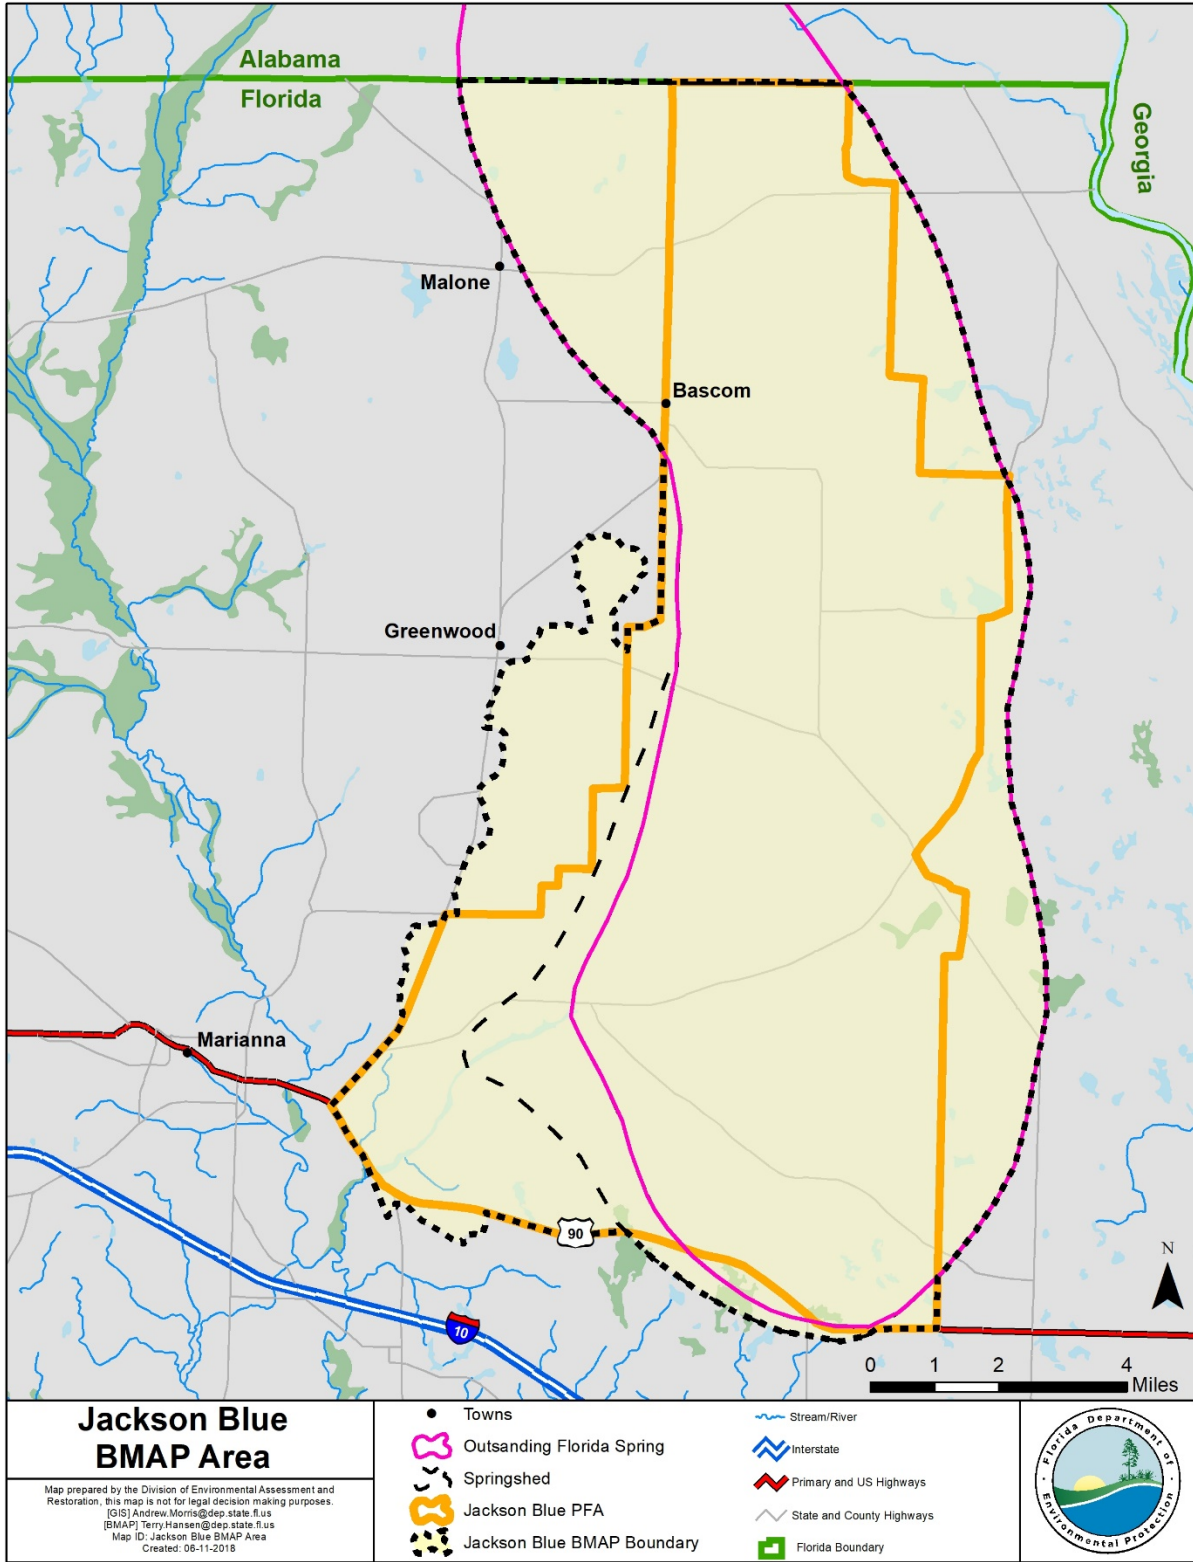 Alabama
Florida
Georgia
Malone
Bascom
Greenwood
Marianna
90
10
N
0 1 2 4
Miles
Jackson Blue
BMAP Area
Map prepared by the Division of Environmental Assessment and
Restoration, this map is not for legal decision making purposes.
[GIS] Andrew.Morris@dep.state.fl.us
[BMAP] Terry.Hansen@dep.state.fl.us
Map ID: Jackson Blue BMAP Area
Created: 06-11-2018
Towns
Outsanding Florida Spring
Springshed
Jackson Blue PFA
Jackson Blue BMAP Boundary
Stream/River
Interstate
Primary and US Highways
State and County Highways
Florida Boundary
Florida Department of
Environmental Protection